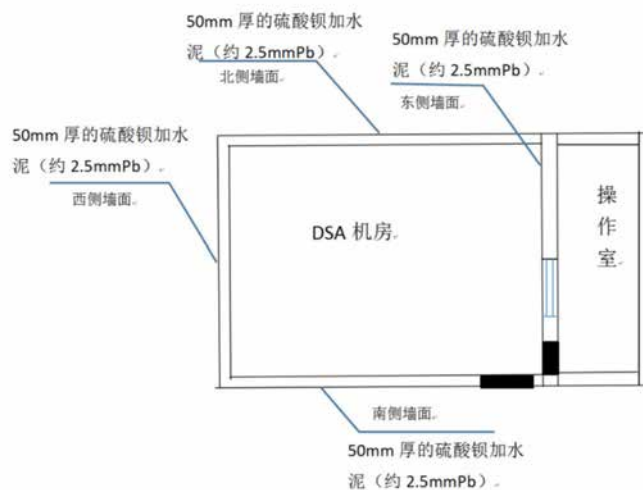 50mm 厚的硫酸钡加水
泥（约 2.5mmPb）
北侧墙面
50mm 厚的硫酸钡加水
泥（约 2.5mmPb）
东侧墙面
50mm 厚的硫酸钡加水
泥（约 2.5mmPb）
西侧墙面
DSA 机房
操
作
室
南侧墙面
50mm 厚的硫酸钡加水
泥（约 2.5mmPb）